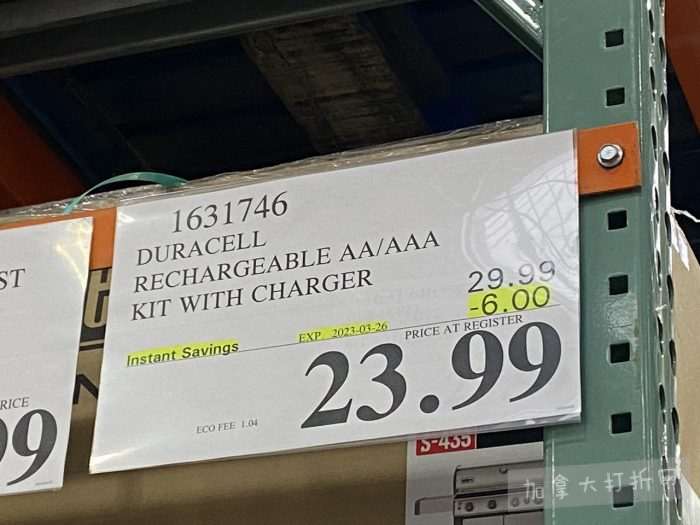 1631746
DURACELL
RECHARGEABLE AA/AAA
KIT WITH CHARGER
29.99
-6.00
Instant Savings
EXP. 2023-03-26
PRICE AT REGISTER
23.99
ECO FEE 1.04
ST
RICE
99
S-435
加拿大打折网